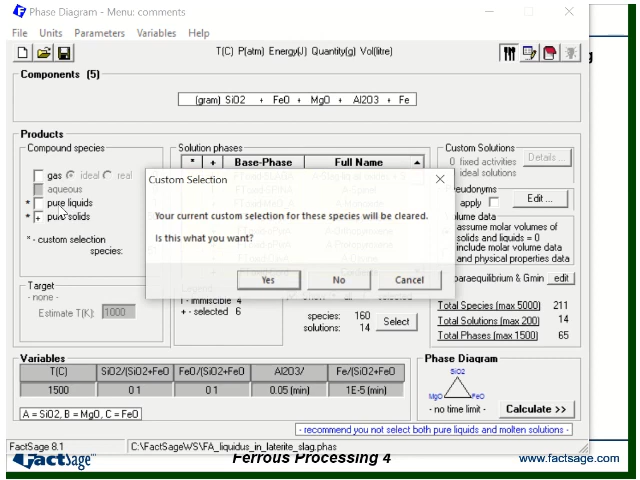 Phase Diagram - Menu: comments
File Units Parameters Variables Help
T(C) P(atm) Energy(J) Quantity(g) Vol(litre)
Components (5)
(gram) SiO2 + FeO + MgO + Al2O3 + Fe
Products
Compound species
gas ideal real
aqueous
* pure liquids
* + pure solids
* - custom selection
species:
Target
- none -
Estimate T(K): 1000
Solution phases
* + Base-Phase Full Name
Custom Selection
Your current custom selection for these species will be cleared.
Is this what you want?
Yes No Cancel
Legend
I - immiscible 4
+ - selected 6
species: 160
solutions: 14
Select
Custom Solutions
0 fixed activities
ideal solutions
Details ...
Pseudonyms
apply
Edit ...
Volume data
assume molar volumes of
solids and liquids = 0
include molar volume data
and physical properties data
paraequilibrium & Gmin edit
Total Species (max 5000) 211
Total Solutions (max 200) 14
Total Phases (max 1500) 65
Variables
T(C) SiO2/(SiO2+FeO FeO/(SiO2+FeO Al2O3/ Fe/(SiO2+FeO
1500 0 1 0 1 0.05 (min) 1E-5 (min)
A = SiO2, B = MgO, C = FeO
Phase Diagram
SiO2
MgO FeO
- no time limit -
Calculate >>
- recommend you not select both pure liquids and molten solutions -
FactSage 8.1 C:\FactSageWS\FA_liquidus_in_laterite_slag.phas
FactSage™ Ferrous Processing 4 www.factsage.com